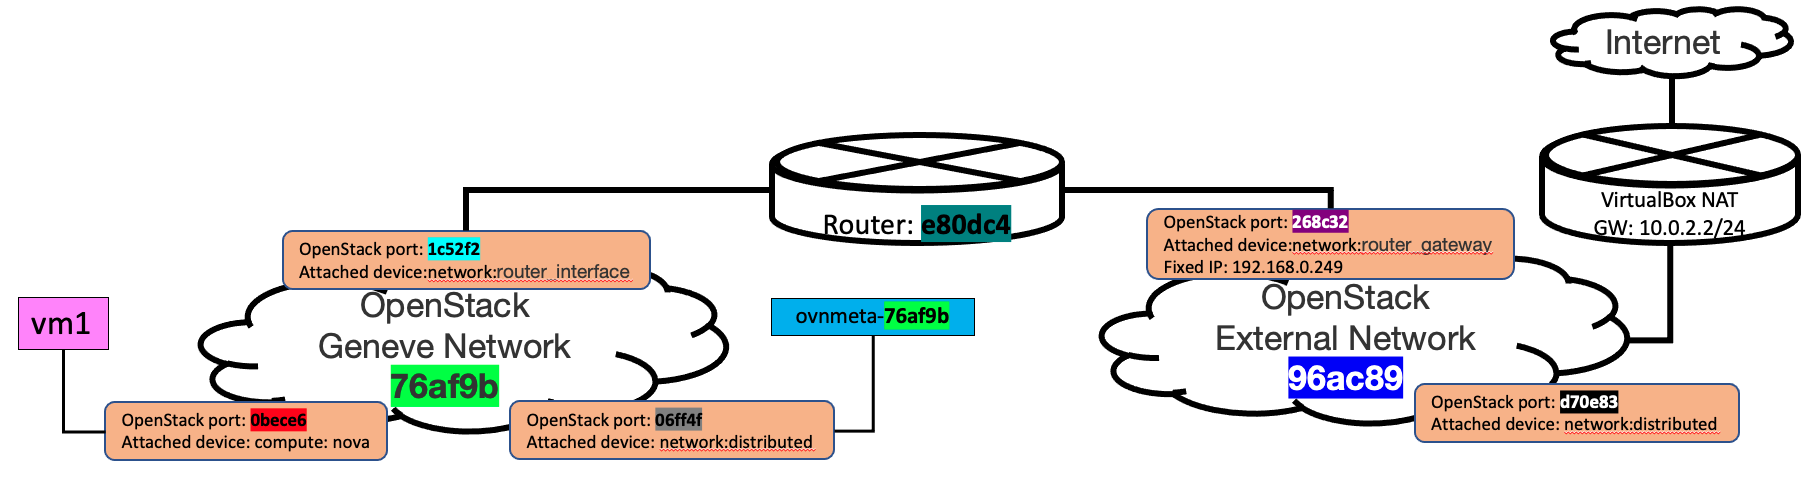 Internet
VirtualBox NAT
GW: 10.0.2.2/24
Router: e80dc4
OpenStack port: 268c32
Attached device:network:router_gateway
Fixed IP: 192.168.0.249
OpenStack port: 1c52f2
Attached device:network:router_interface
OpenStack
Geneve Network
76af9b
vm1
ovnmeta-76af9b
OpenStack
External Network
96ac89
OpenStack port: 0bece6
Attached device: compute: nova
OpenStack port: 06ff4f
Attached device: network:distributed
OpenStack port: d70e83
Attached device: network:distributed